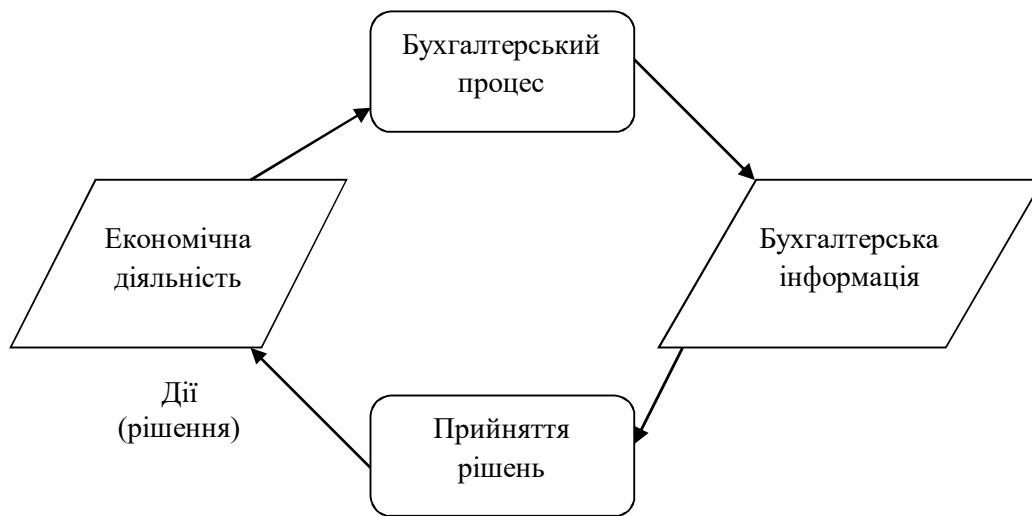 Бухгалтерський
процес
Економічна
діяльність
Бухгалтерська
інформація
Дії
(рішення)
Прийняття
рішень